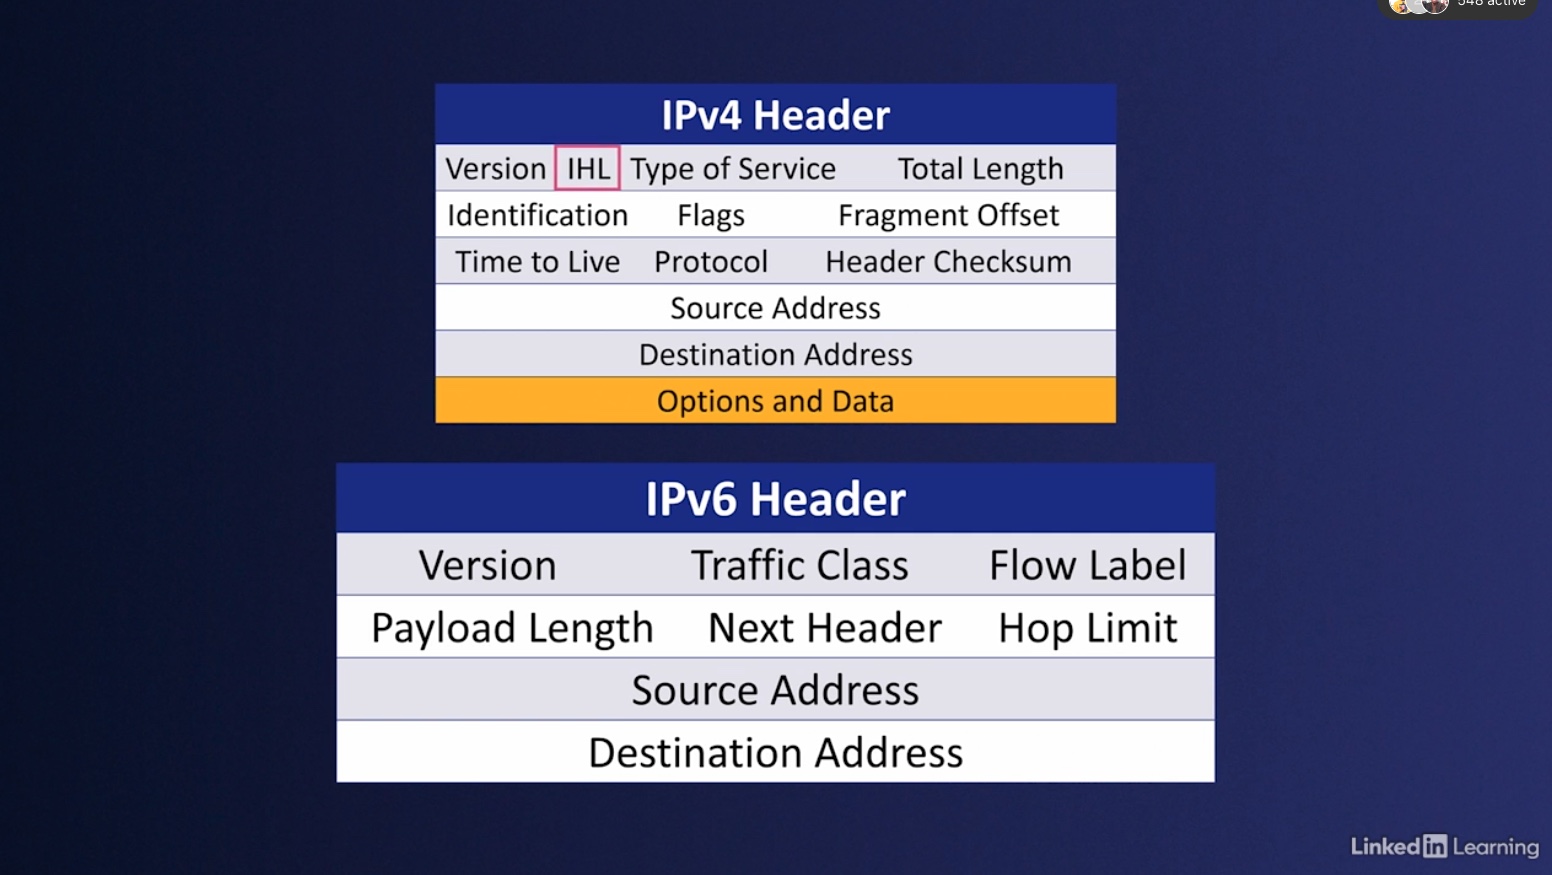 548 active
IPv4 Header
Version IHL Type of Service Total Length
Identification Flags Fragment Offset
Time to Live Protocol Header Checksum
Source Address
Destination Address
Options and Data
IPv6 Header
Version Traffic Class Flow Label
Payload Length Next Header Hop Limit
Source Address
Destination Address
Linked in Learning